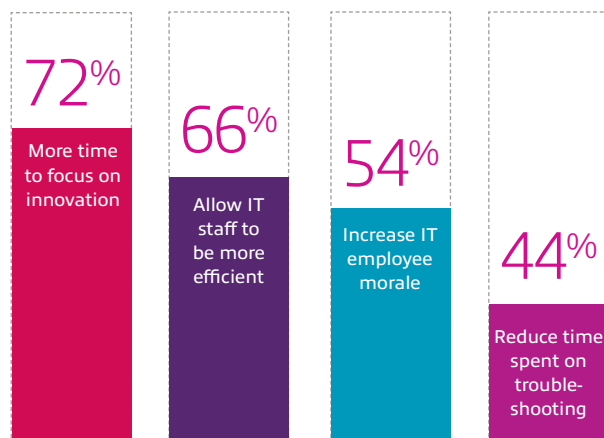 72%
More time
to focus on
innovation
66%
Allow IT
staff to
be more
efficient
54%
Increase IT
employee
morale
44%
Reduce time
spent on
trouble-
shooting